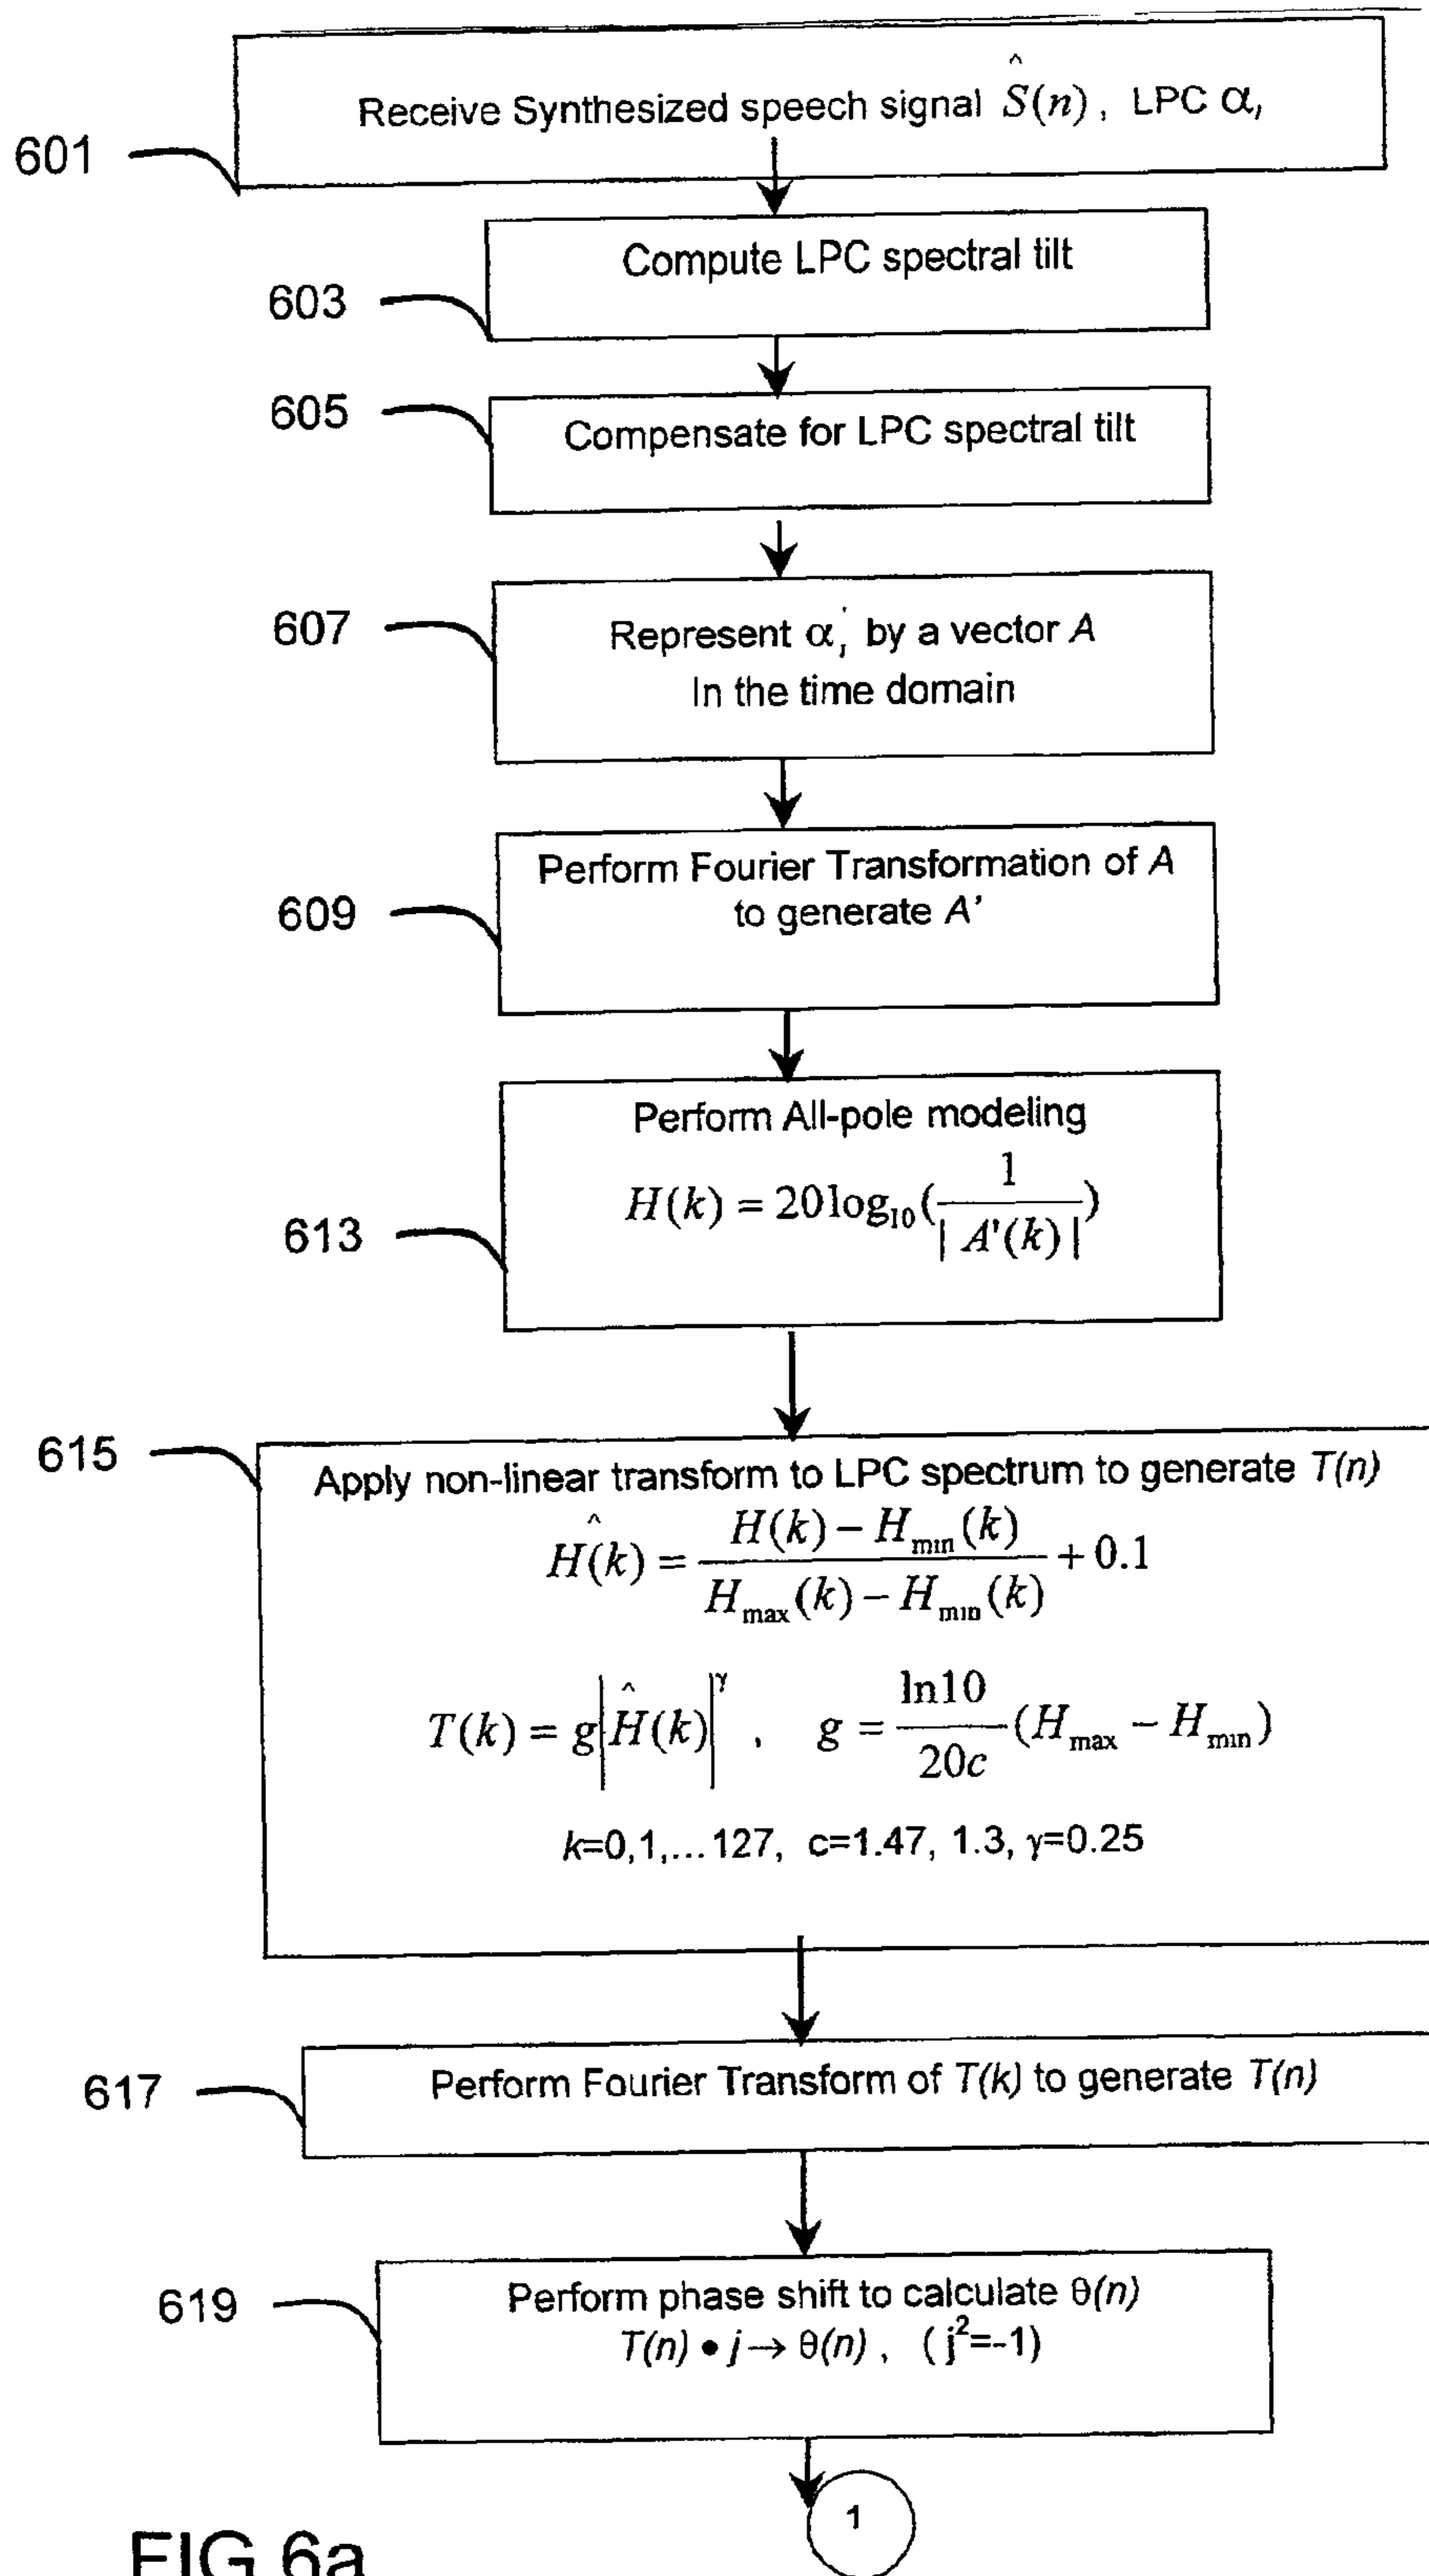 601
Receive Synthesized speech signal Ŝ(n), LPC αᵢ
603
Compute LPC spectral tilt
605
Compensate for LPC spectral tilt
607
Represent αᵢ' by a vector A
In the time domain
609
Perform Fourier Transformation of A
to generate A'
613
Perform All-pole modeling
H(k) = 20log₁₀(1/|A'(k)|)
615
Apply non-linear transform to LPC spectrum to generate T(n)
Ĥ(k) = (H(k) – H_min(k))/(H_max(k) – H_min(k)) + 0.1
T(k) = g|Ĥ(k)|^γ , g = (ln10/20c)(H_max – H_min)
k=0,1,...127, c=1.47, 1.3, γ=0.25
617
Perform Fourier Transform of T(k) to generate T(n)
619
Perform phase shift to calculate θ(n)
T(n) • j → θ(n) , ( j²=-1)
1
FIG 6a